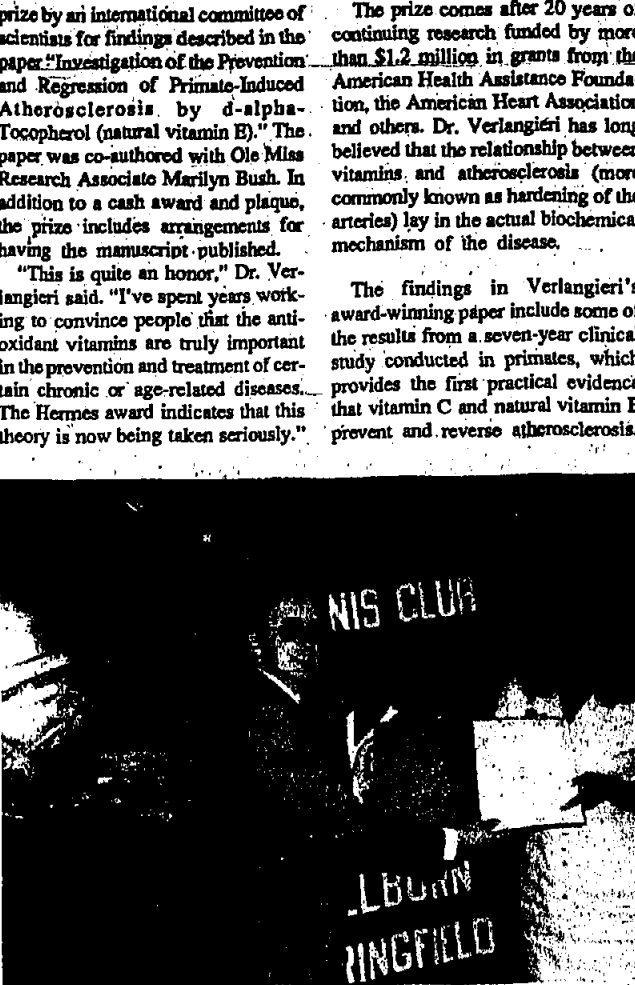 prize by an international committee of
scientists for findings described in the
paper "Investigation of the Prevention
and Regression of Primate-Induced
Atherosclerosis by d-alpha-
Tocopherol (natural vitamin E)." The
paper was co-authored with Ole Miss
Research Associate Marilyn Bush. In
addition to a cash award and plaque,
the prize includes arrangements for
having the manuscript published.
"This is quite an honor," Dr. Ver-
langieri said. "I've spent years work-
ing to convince people that the anti-
oxidant vitamins are truly important
in the prevention and treatment of cer-
tain chronic or age-related diseases.
The Hermes award indicates that this
theory is now being taken seriously."
The prize comes after 20 years o
continuing research funded by more
than $1.2 million in grants from the
American Health Assistance Founda
tion, the American Heart Association
and others. Dr. Verlangieri has long
believed that the relationship between
vitamins and atherosclerosis (more
commonly known as hardening of the
arteries) lay in the actual biochemica
mechanism of the disease.
The findings in Verlangieri's
award-winning paper include some of
the results from a seven-year clinical
study conducted in primates, which
provides the first practical evidence
that vitamin C and natural vitamin E
prevent and reverse atherosclerosis.
NIS CLUB
LBURN
RINGFIELD